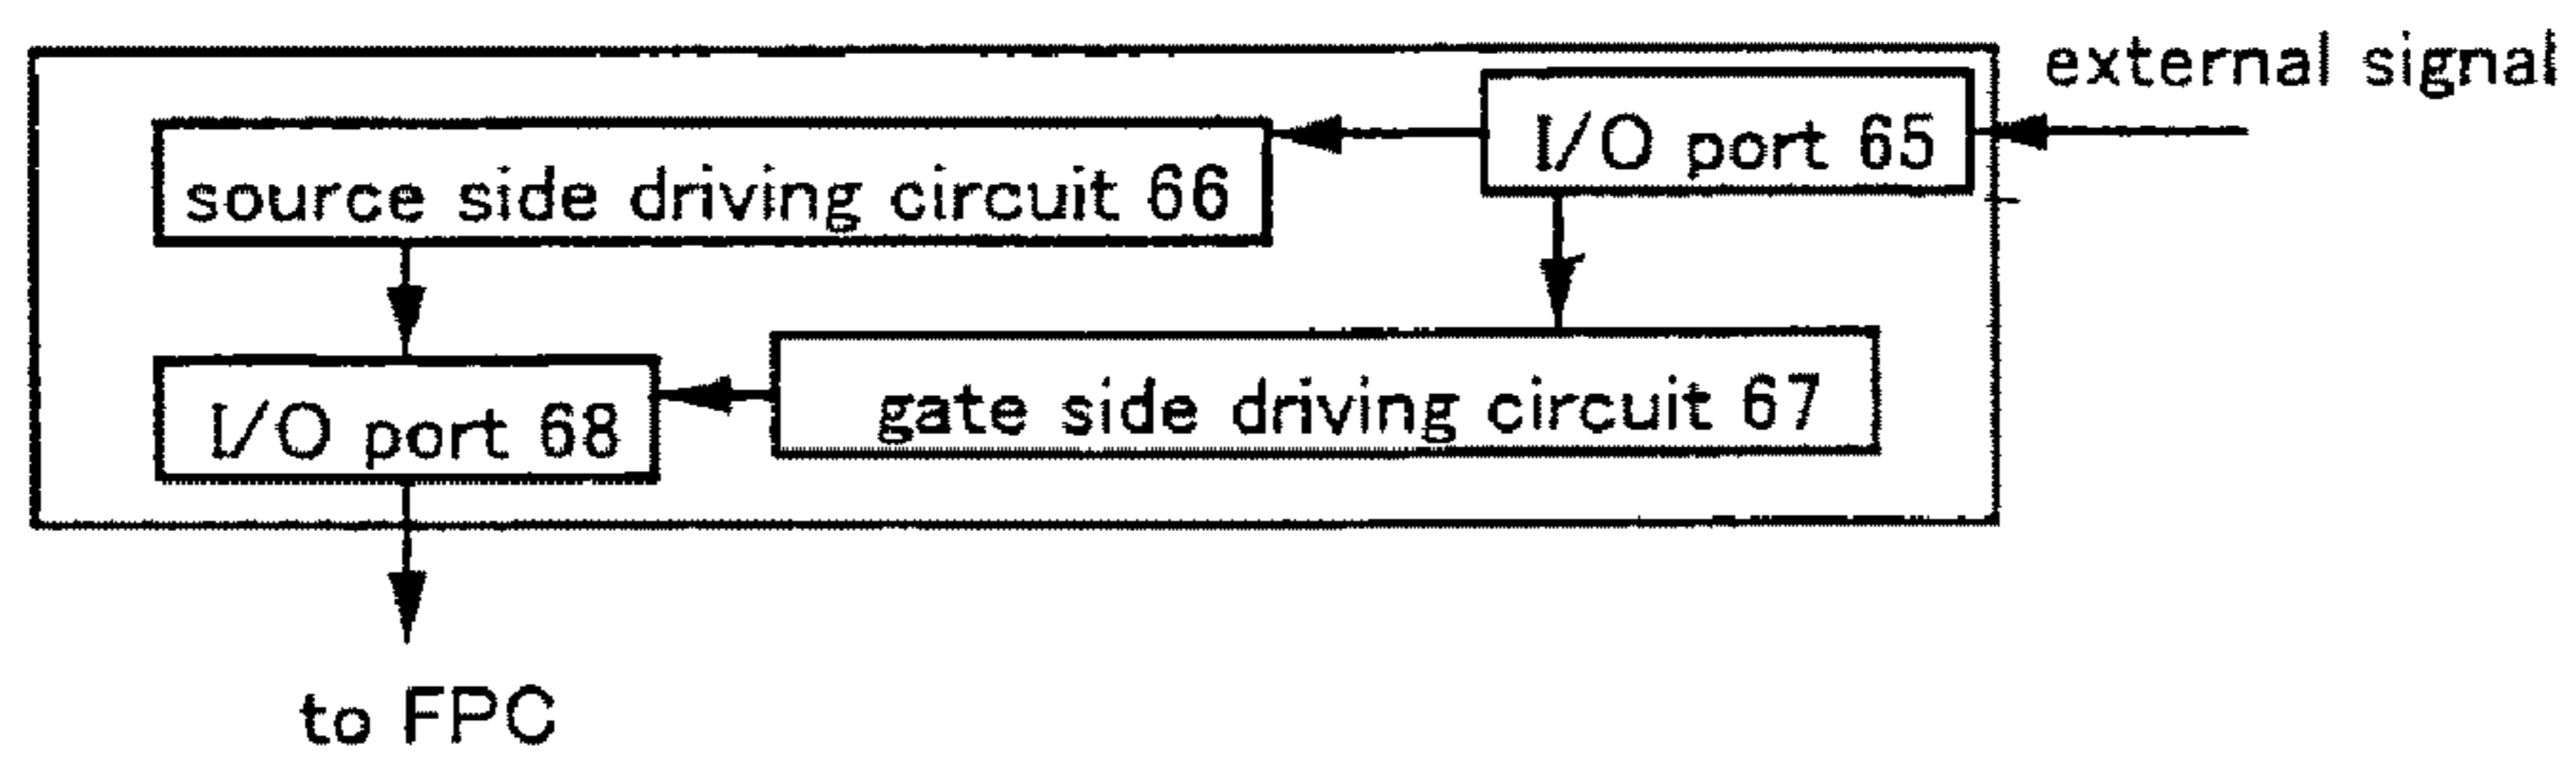 external signal
I/O port 65
source side driving circuit 66
I/O port 68
gate side driving circuit 67
to FPC